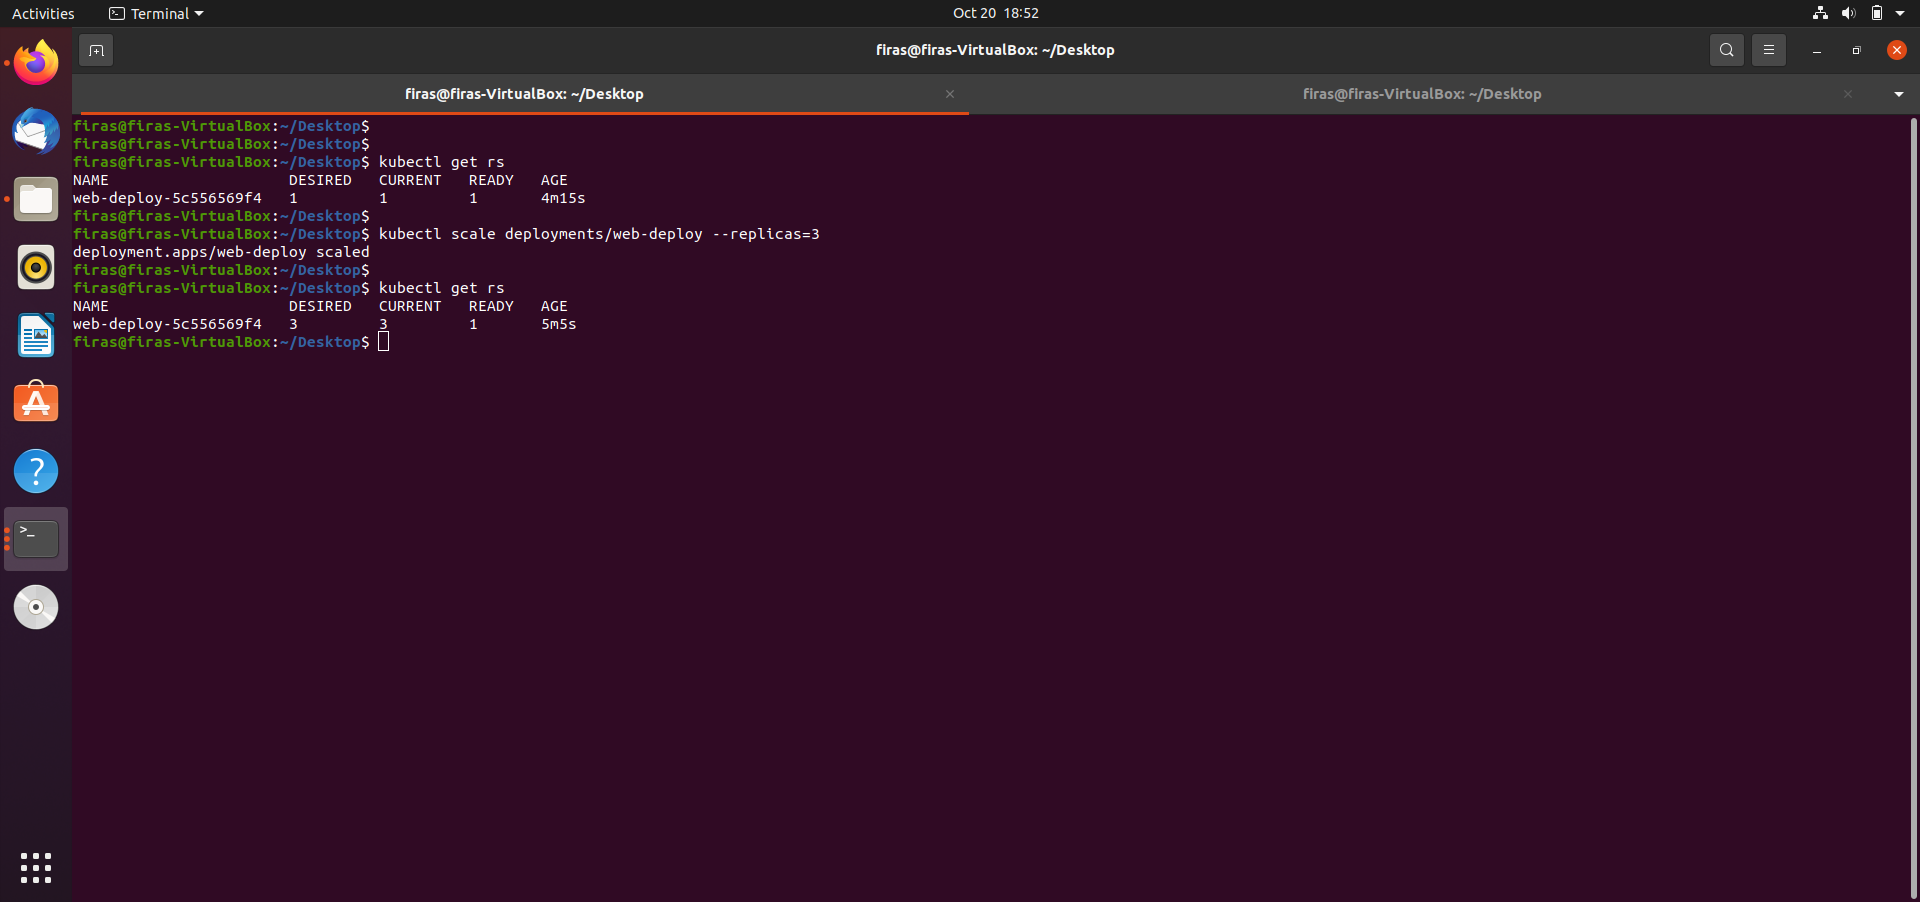 Activities
Terminal
Oct 20 18:52
firas@firas-VirtualBox: ~/Desktop
firas@firas-VirtualBox: ~/Desktop
firas@firas-VirtualBox: ~/Desktop
firas@firas-VirtualBox:~/Desktop$
firas@firas-VirtualBox:~/Desktop$
firas@firas-VirtualBox:~/Desktop$ kubectl get rs
NAME DESIRED CURRENT READY AGE
web-deploy-5c556569f4 1 1 1 4m15s
firas@firas-VirtualBox:~/Desktop$
firas@firas-VirtualBox:~/Desktop$ kubectl scale deployments/web-deploy --replicas=3
deployment.apps/web-deploy scaled
firas@firas-VirtualBox:~/Desktop$
firas@firas-VirtualBox:~/Desktop$ kubectl get rs
NAME DESIRED CURRENT READY AGE
web-deploy-5c556569f4 3 3 1 5m5s
firas@firas-VirtualBox:~/Desktop$